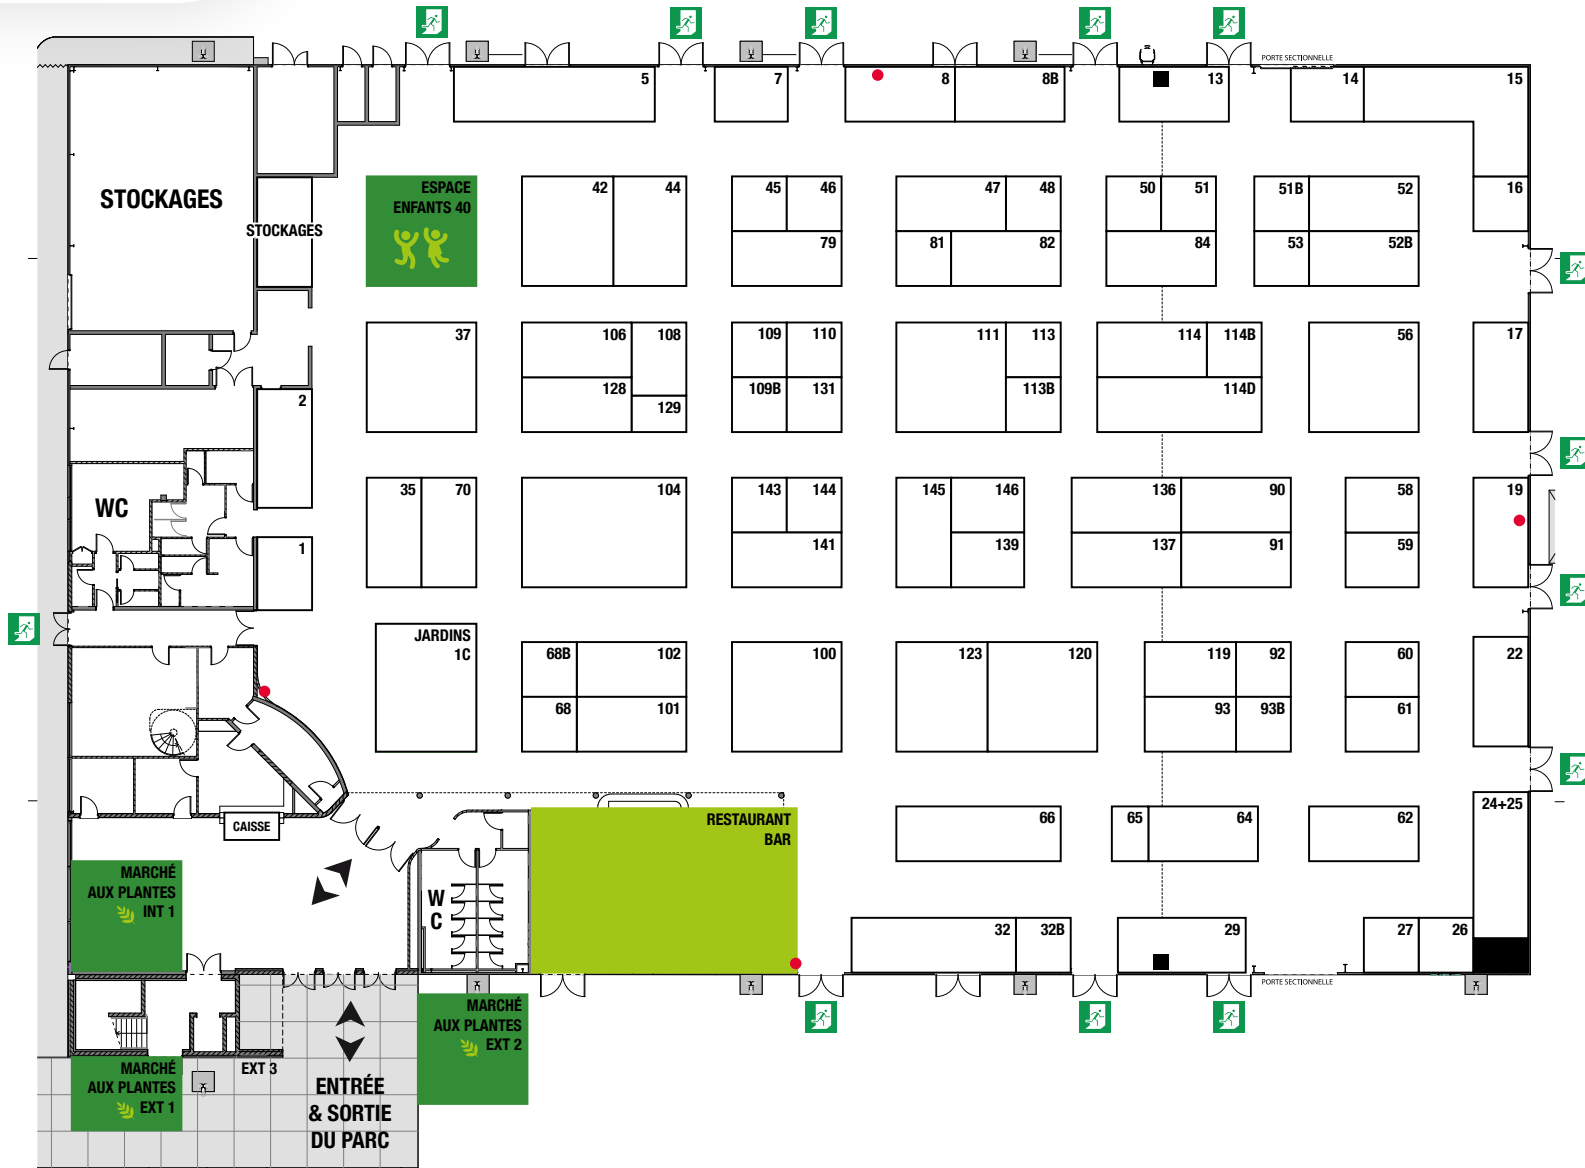 PORTE SECTIONNELLE
5
7
8
8B
13
14
15
STOCKAGES
STOCKAGES
ESPACE
ENFANTS 40
42
44
45
46
47
48
50
51
51B
52
16
79
81
82
84
53
52B
37
106
108
109
110
111
113
114
114B
56
17
128
129
109B
131
113B
114D
2
WC
35
70
104
143
144
145
146
136
90
58
19
1
141
139
137
91
59
JARDINS
1C
68B
102
100
123
120
119
92
60
22
68
101
93
93B
61
CAISSE
RESTAURANT
BAR
66
65
64
62
24+25
MARCHÉ
AUX PLANTES
INT 1
W
C
32
32B
29
27
26
PORTE SECTIONNELLE
MARCHÉ
AUX PLANTES
EXT 2
MARCHÉ
AUX PLANTES
EXT 1
EXT 3
ENTRÉE
& SORTIE
DU PARC